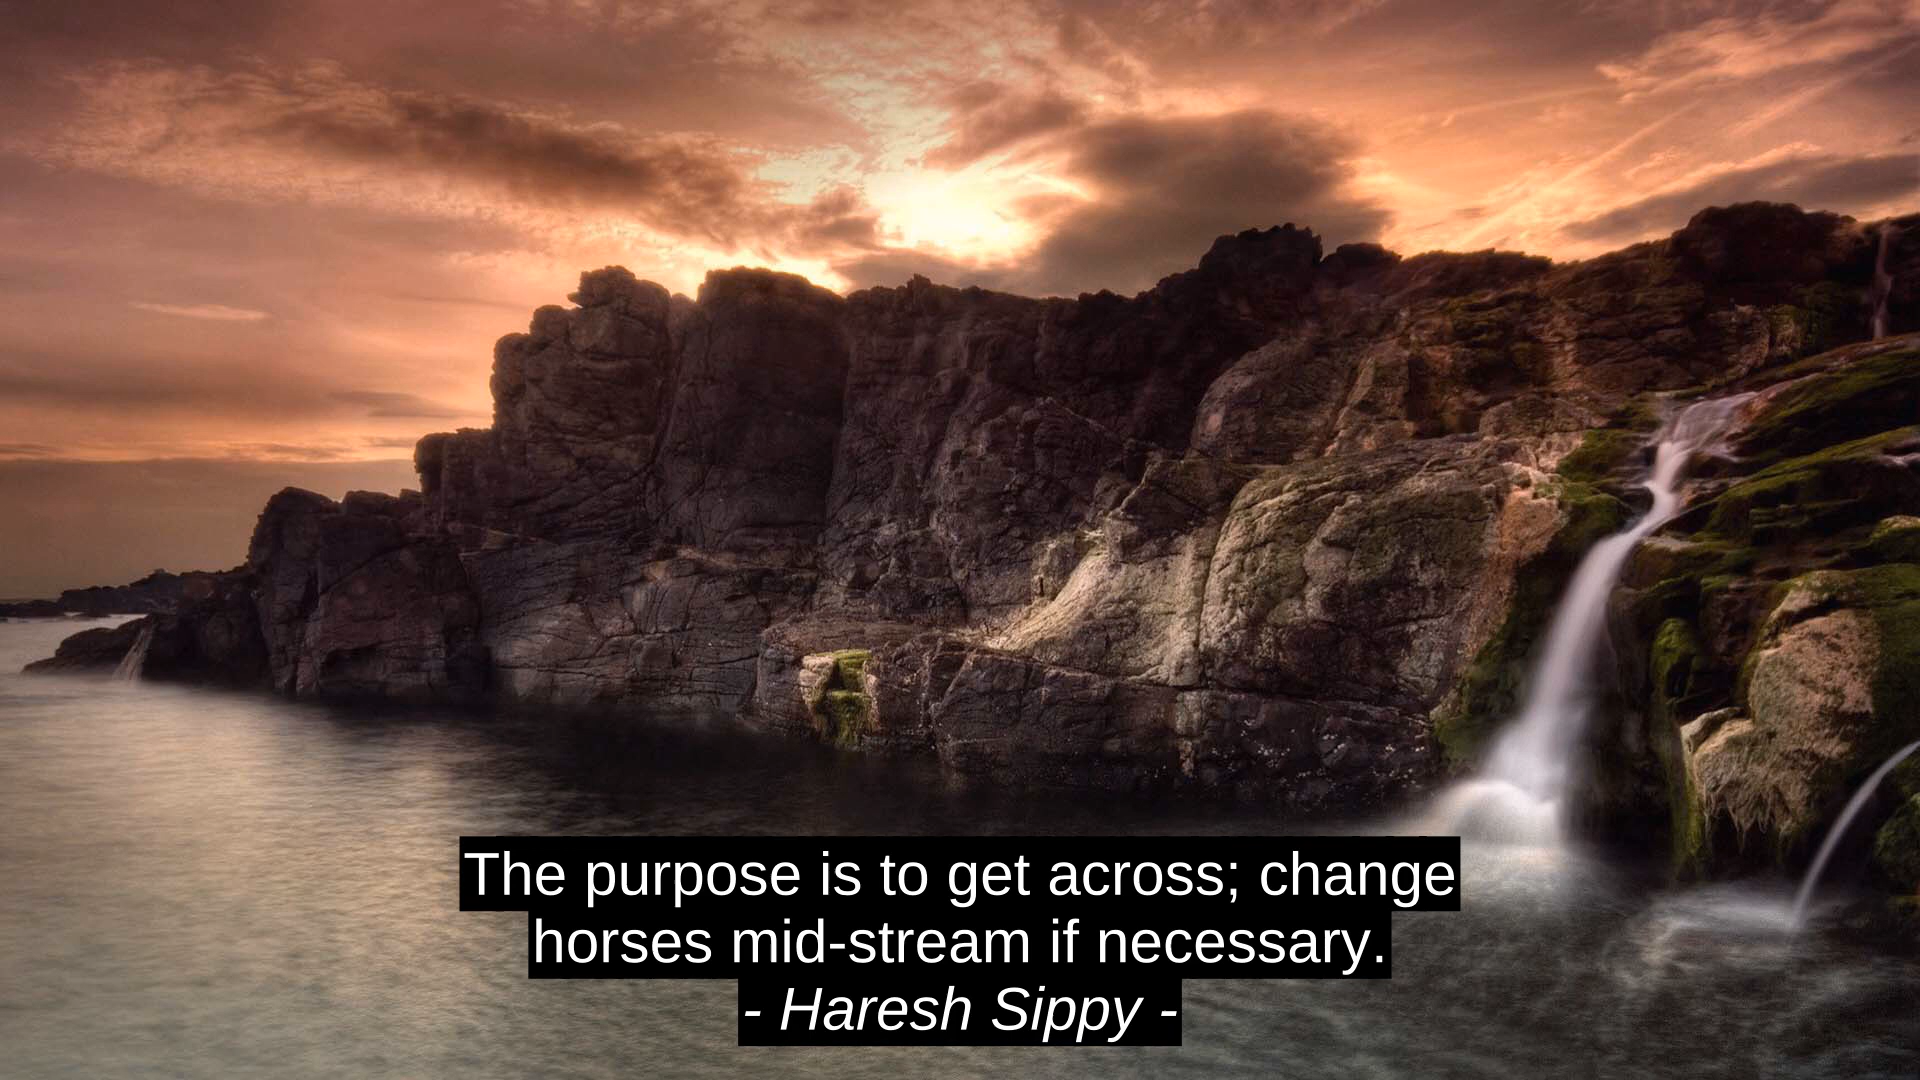 The purpose is to get across; change
horses mid-stream if necessary.
- Haresh Sippy -